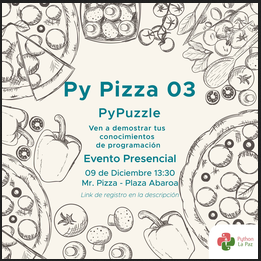 Py Pizza 03
PyPuzzle
Ven a demostrar tus
conocimientos
de programación
Evento Presencial
09 de Diciembre 13:30
Mr. Pizza - Plaza Abaroa
Link de registro en la descripción
Python
La Paz